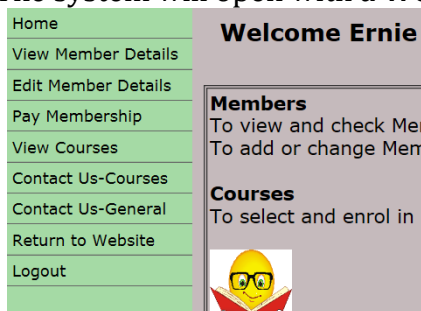 Home
View Member Details
Edit Member Details
Pay Membership
View Courses
Contact Us-Courses
Contact Us-General
Return to Website
Logout
Welcome Ernie
Members
To view and check
To add or change
Courses
To select and enrol in